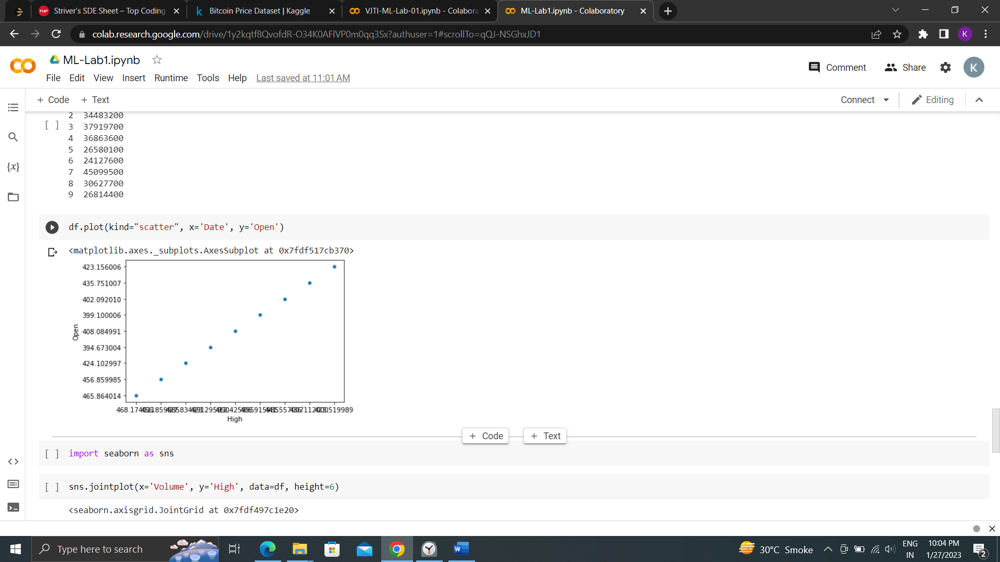 Striver's SDE Sheet – Top Coding
Bitcoin Price Dataset | Kaggle
VJTI-ML-Lab-01.ipynb - Colabora
ML-Lab1.ipynb - Colaboratory
colab.research.google.com/drive/1y2kqtf8QvofdR-O34K0AFlVP0m0qq3Sx?authuser=1#scrollTo=qQJ-NSGhxJD1
K
ML-Lab1.ipynb
Comment
Share
K
File Edit View Insert Runtime Tools Help Last saved at 11:01 AM
+ Code + Text
Connect
Editing
2 34483200
[ ] 3 37919700
4 36863600
5 26580100
6 24127600
7 45099500
8 30627700
9 26814400
{x}
df.plot(kind="scatter", x='Date', y='Open')
<matplotlib.axes._subplots.AxesSubplot at 0x7fdf517cb370>
423.156006
435.751007
402.092010
399.100006
408.084991
394.673004
424.102997
456.859985
465.864014
Open
High
+ Code + Text
[ ] import seaborn as sns
[ ] sns.jointplot(x='Volume', y='High', data=df, height=6)
<seaborn.axisgrid.JointGrid at 0x7fdf497c1e20>
Type here to search
30°C Smoke
ENG
IN
10:04 PM
1/27/2023
2